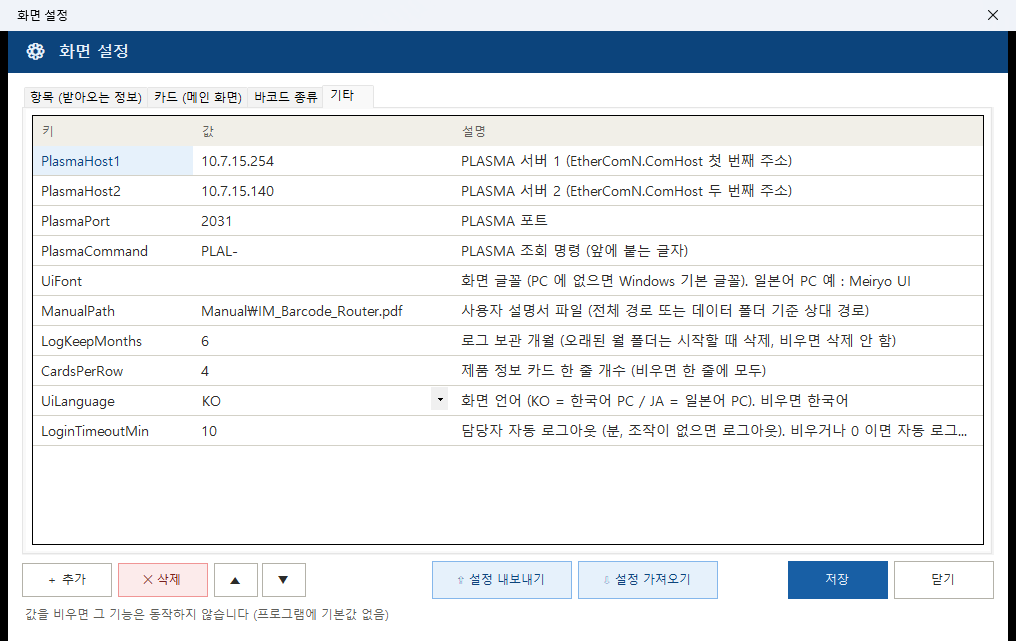 화면 설정
화면 설정
항목 (받아오는 정보) 카드 (메인 화면) 바코드 종류 기타
키 값 설명
PlasmaHost1 10.7.15.254 PLASMA 서버 1 (EtherComN.ComHost 첫 번째 주소)
PlasmaHost2 10.7.15.140 PLASMA 서버 2 (EtherComN.ComHost 두 번째 주소)
PlasmaPort 2031 PLASMA 포트
PlasmaCommand PLAL- PLASMA 조회 명령 (앞에 붙는 글자)
UiFont 화면 글꼴 (PC 에 없으면 Windows 기본 글꼴). 일본어 PC 예 : Meiryo UI
ManualPath Manual₩IM_Barcode_Router.pdf 사용자 설명서 파일 (전체 경로 또는 데이터 폴더 기준 상대 경로)
LogKeepMonths 6 로그 보관 개월 (오래된 월 폴더는 시작할 때 삭제, 비우면 삭제 안 함)
CardsPerRow 4 제품 정보 카드 한 줄 개수 (비우면 한 줄에 모두)
UiLanguage KO 화면 언어 (KO = 한국어 PC / JA = 일본어 PC). 비우면 한국어
LoginTimeoutMin 10 담당자 자동 로그아웃 (분, 조작이 없으면 로그아웃). 비우거나 0 이면 자동 로그...
+ 추가 ✕ 삭제 ▲ ▼ ⇧ 설정 내보내기 ⇩ 설정 가져오기 저장 닫기
값을 비우면 그 기능은 동작하지 않습니다 (프로그램에 기본값 없음)